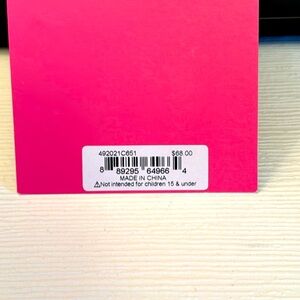 492021C651 $68.00
8 89295 64966 4
MADE IN CHINA
⚠Not intended for children 15 & under